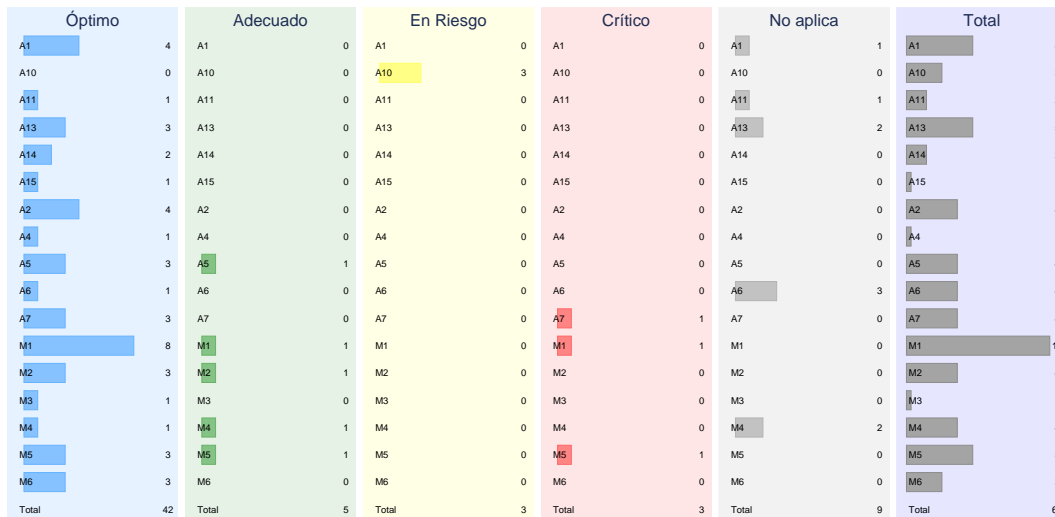 Óptimo Adecuado En Riesgo Crítico No aplica Total
A1 4 A1 0 A1 0 A1 0 A1 1 A1
A10 0 A10 0 A10 3 A10 0 A10 0 A10
A11 1 A11 0 A11 0 A11 0 A11 1 A11
A13 3 A13 0 A13 0 A13 0 A13 2 A13
A14 2 A14 0 A14 0 A14 0 A14 0 A14
A15 1 A15 0 A15 0 A15 0 A15 0 A15
A2 4 A2 0 A2 0 A2 0 A2 0 A2
A4 1 A4 0 A4 0 A4 0 A4 0 A4
A5 3 A5 1 A5 0 A5 0 A5 0 A5
A6 1 A6 0 A6 0 A6 0 A6 3 A6
A7 3 A7 0 A7 0 A7 1 A7 0 A7
M1 8 M1 1 M1 0 M1 1 M1 0 M1
M2 3 M2 1 M2 0 M2 0 M2 0 M2
M3 1 M3 0 M3 0 M3 0 M3 0 M3
M4 1 M4 1 M4 0 M4 0 M4 2 M4
M5 3 M5 1 M5 0 M5 1 M5 0 M5
M6 3 M6 0 M6 0 M6 0 M6 0 M6
Total 42 Total 5 Total 3 Total 3 Total 9 Total